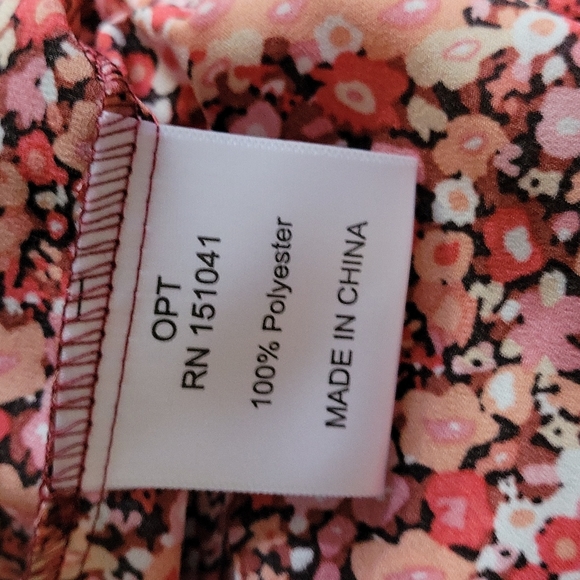 OPT
RN 151041
100% Polyester
MADE IN CHINA